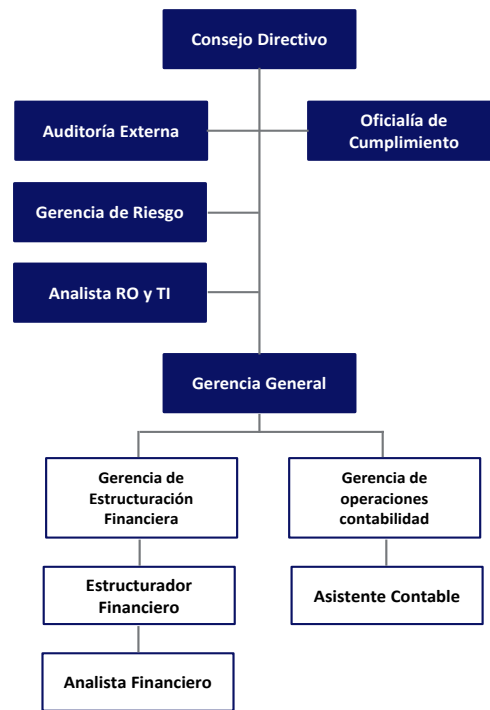 Consejo Directivo
Auditoría Externa
Oficialía de
Cumplimiento
Gerencia de Riesgo
Analista RO y TI
Gerencia General
Gerencia de
Estructuración
Financiera
Gerencia de
operaciones
contabilidad
Estructurador
Financiero
Asistente Contable
Analista Financiero